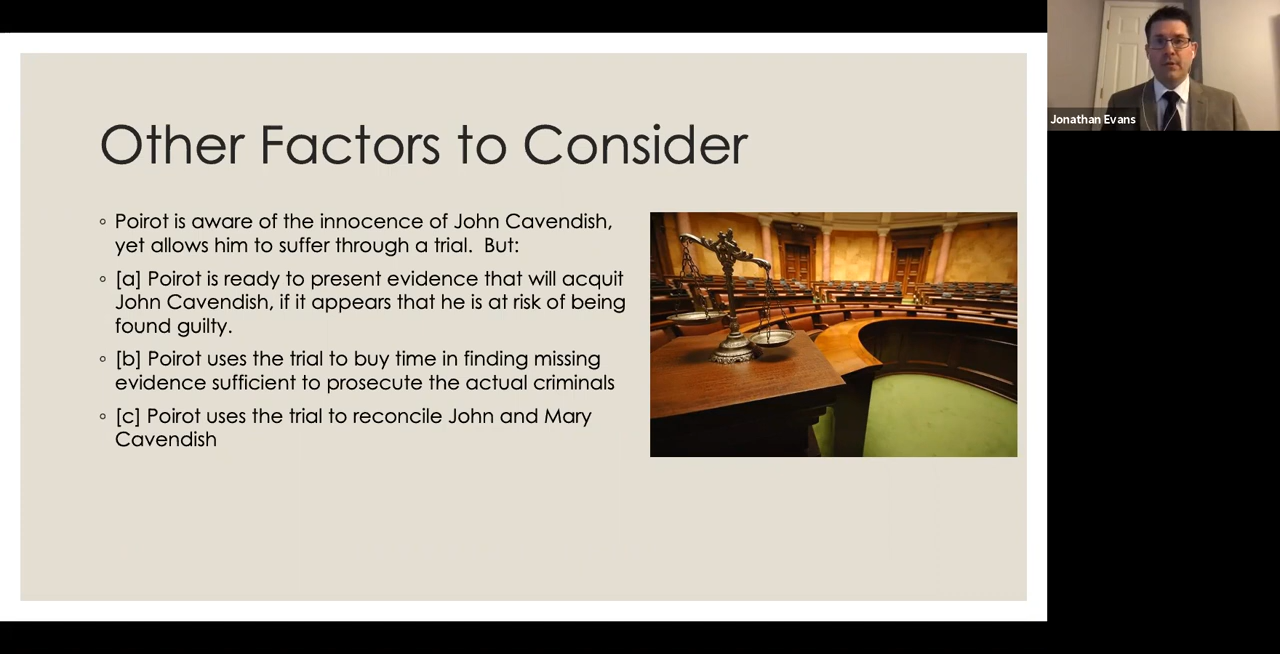 Other Factors to Consider
◦ Poirot is aware of the innocence of John Cavendish,
yet allows him to suffer through a trial.  But:
◦ [a] Poirot is ready to present evidence that will acquit
John Cavendish, if it appears that he is at risk of being
found guilty.
◦ [b] Poirot uses the trial to buy time in finding missing
evidence sufficient to prosecute the actual criminals
◦ [c] Poirot uses the trial to reconcile John and Mary
Cavendish
Jonathan Evans